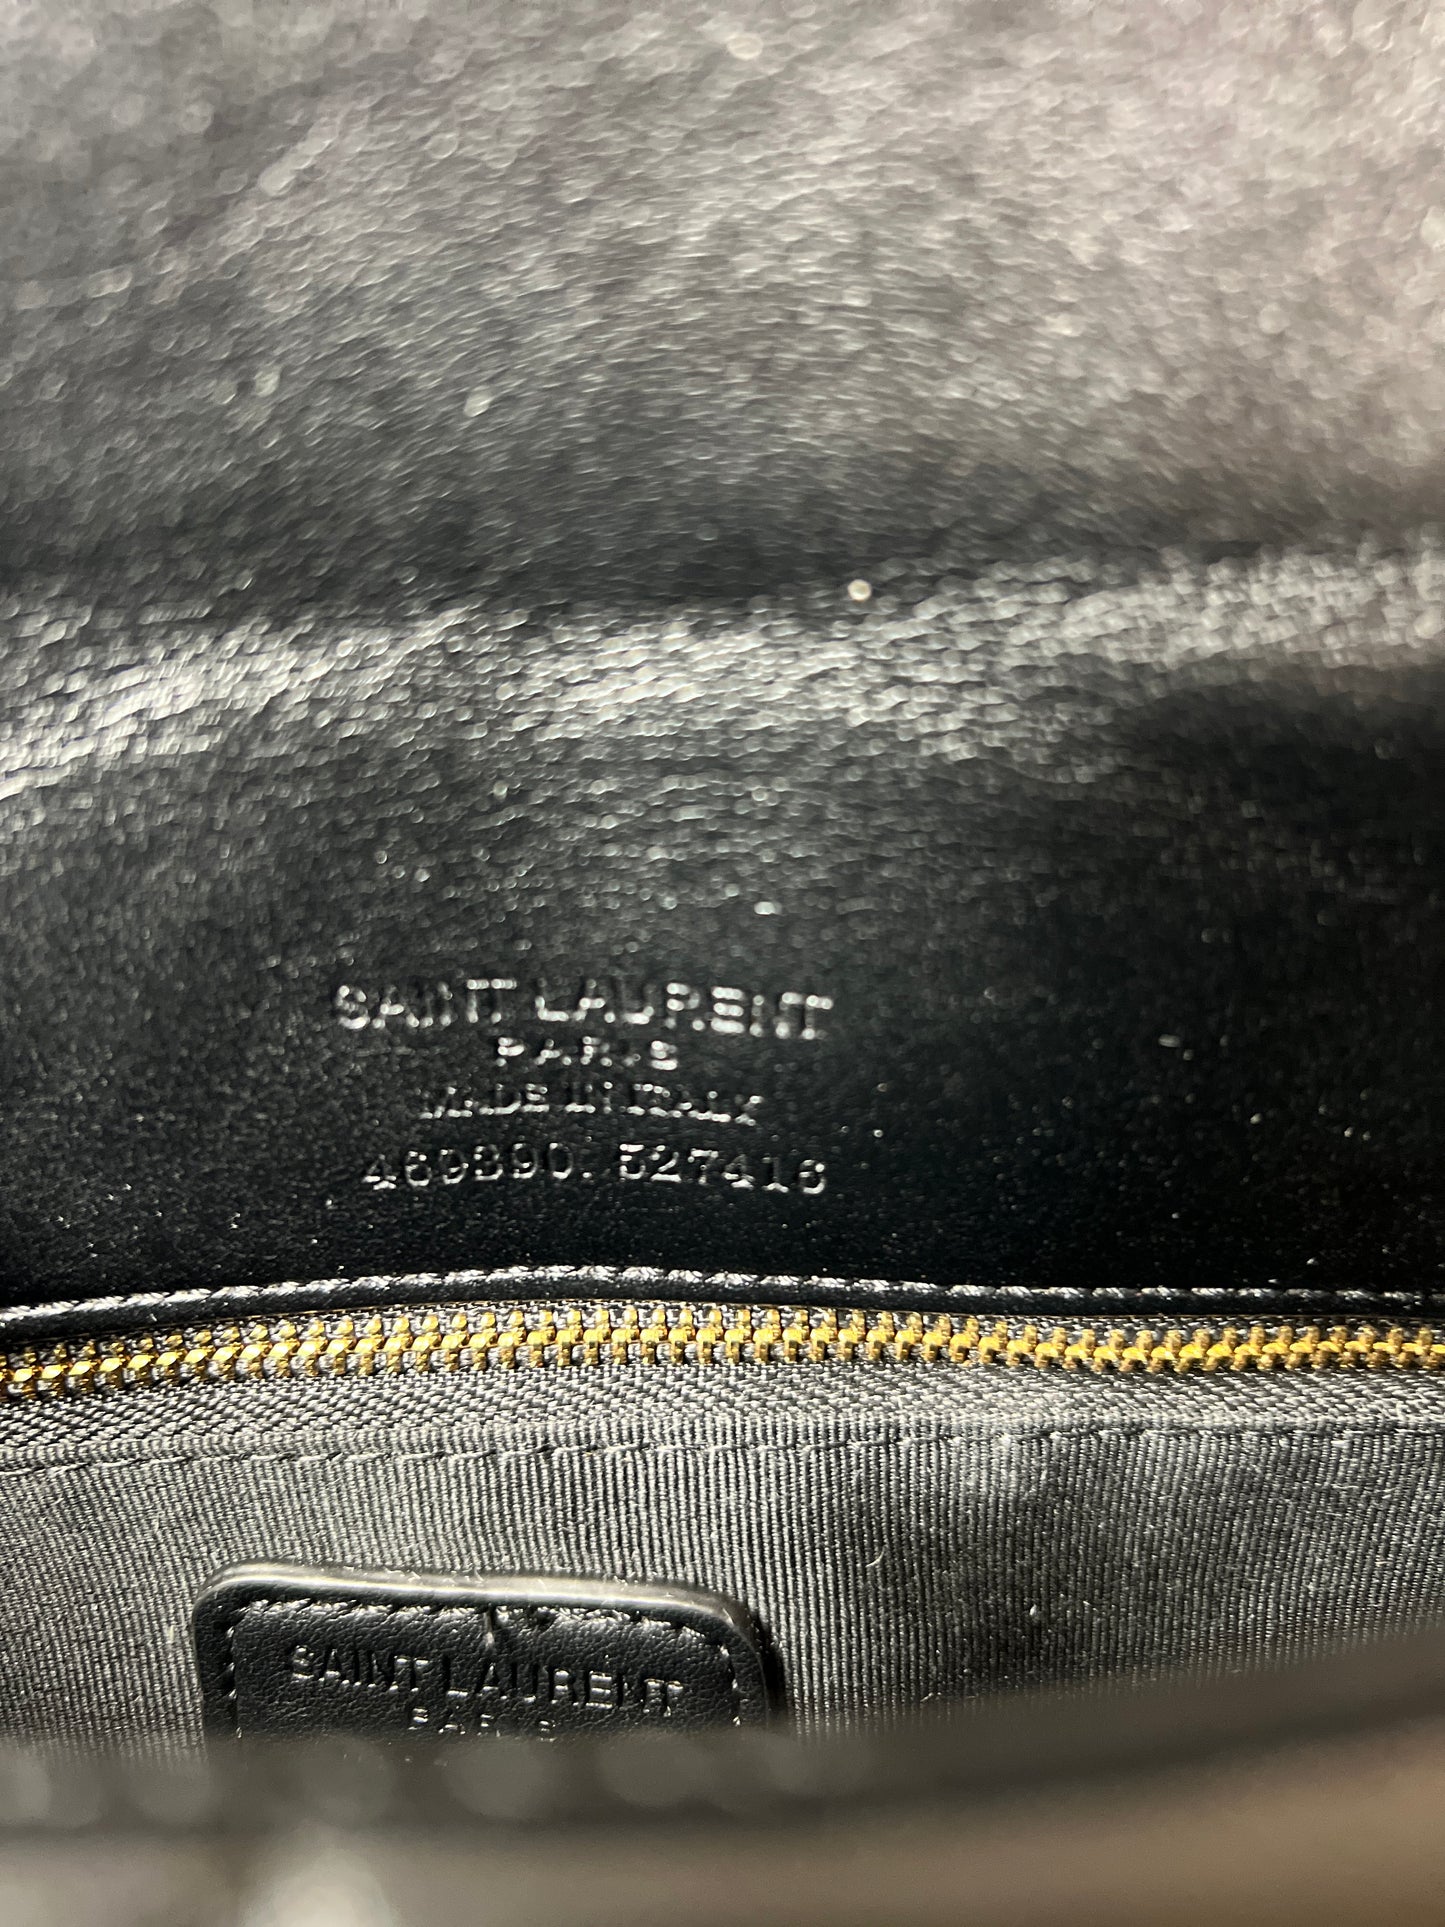 SAINT LAURENT
PARIS
MADE IN ITALY
469390.527416
SAINT LAURENT
PARIS